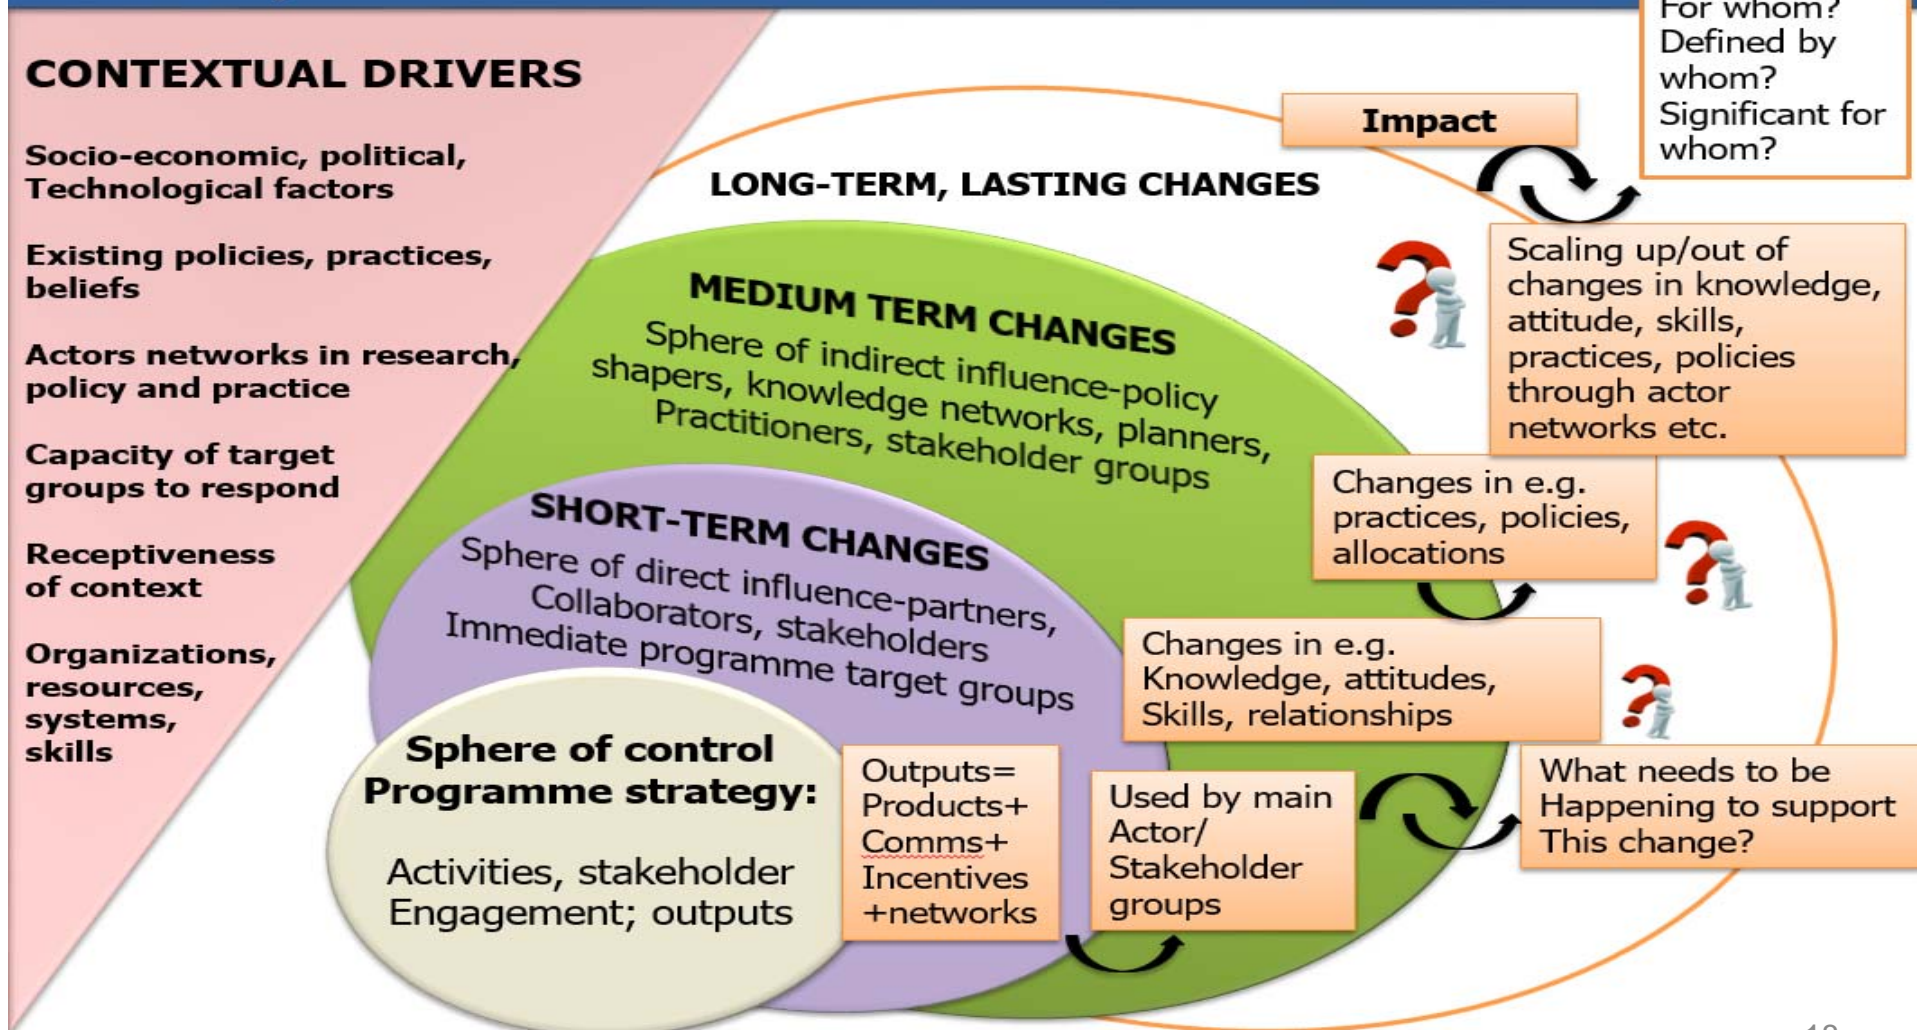 CONTEXTUAL DRIVERS
Socio-economic, political,
Technological factors
Existing policies, practices,
beliefs
Actors networks in research,
policy and practice
Capacity of target
groups to respond
Receptiveness
of context
Organizations,
resources,
systems,
skills
For whom?
Defined by
whom?
Significant for
whom?
Impact
LONG-TERM, LASTING CHANGES
Scaling up/out of
changes in knowledge,
attitude, skills,
practices, policies
through actor
networks etc.
MEDIUM TERM CHANGES
Sphere of indirect influence-policy
shapers, knowledge networks, planners,
Practitioners, stakeholder groups
Changes in e.g.
practices, policies,
allocations
SHORT-TERM CHANGES
Sphere of direct influence-partners,
Collaborators, stakeholders
Immediate programme target groups
Changes in e.g.
Knowledge, attitudes,
Skills, relationships
Sphere of control
Programme strategy:
Activities, stakeholder
Engagement; outputs
Outputs=
Products+
Comms+
Incentives
+networks
Used by main
Actor/
Stakeholder
groups
What needs to be
Happening to support
This change?